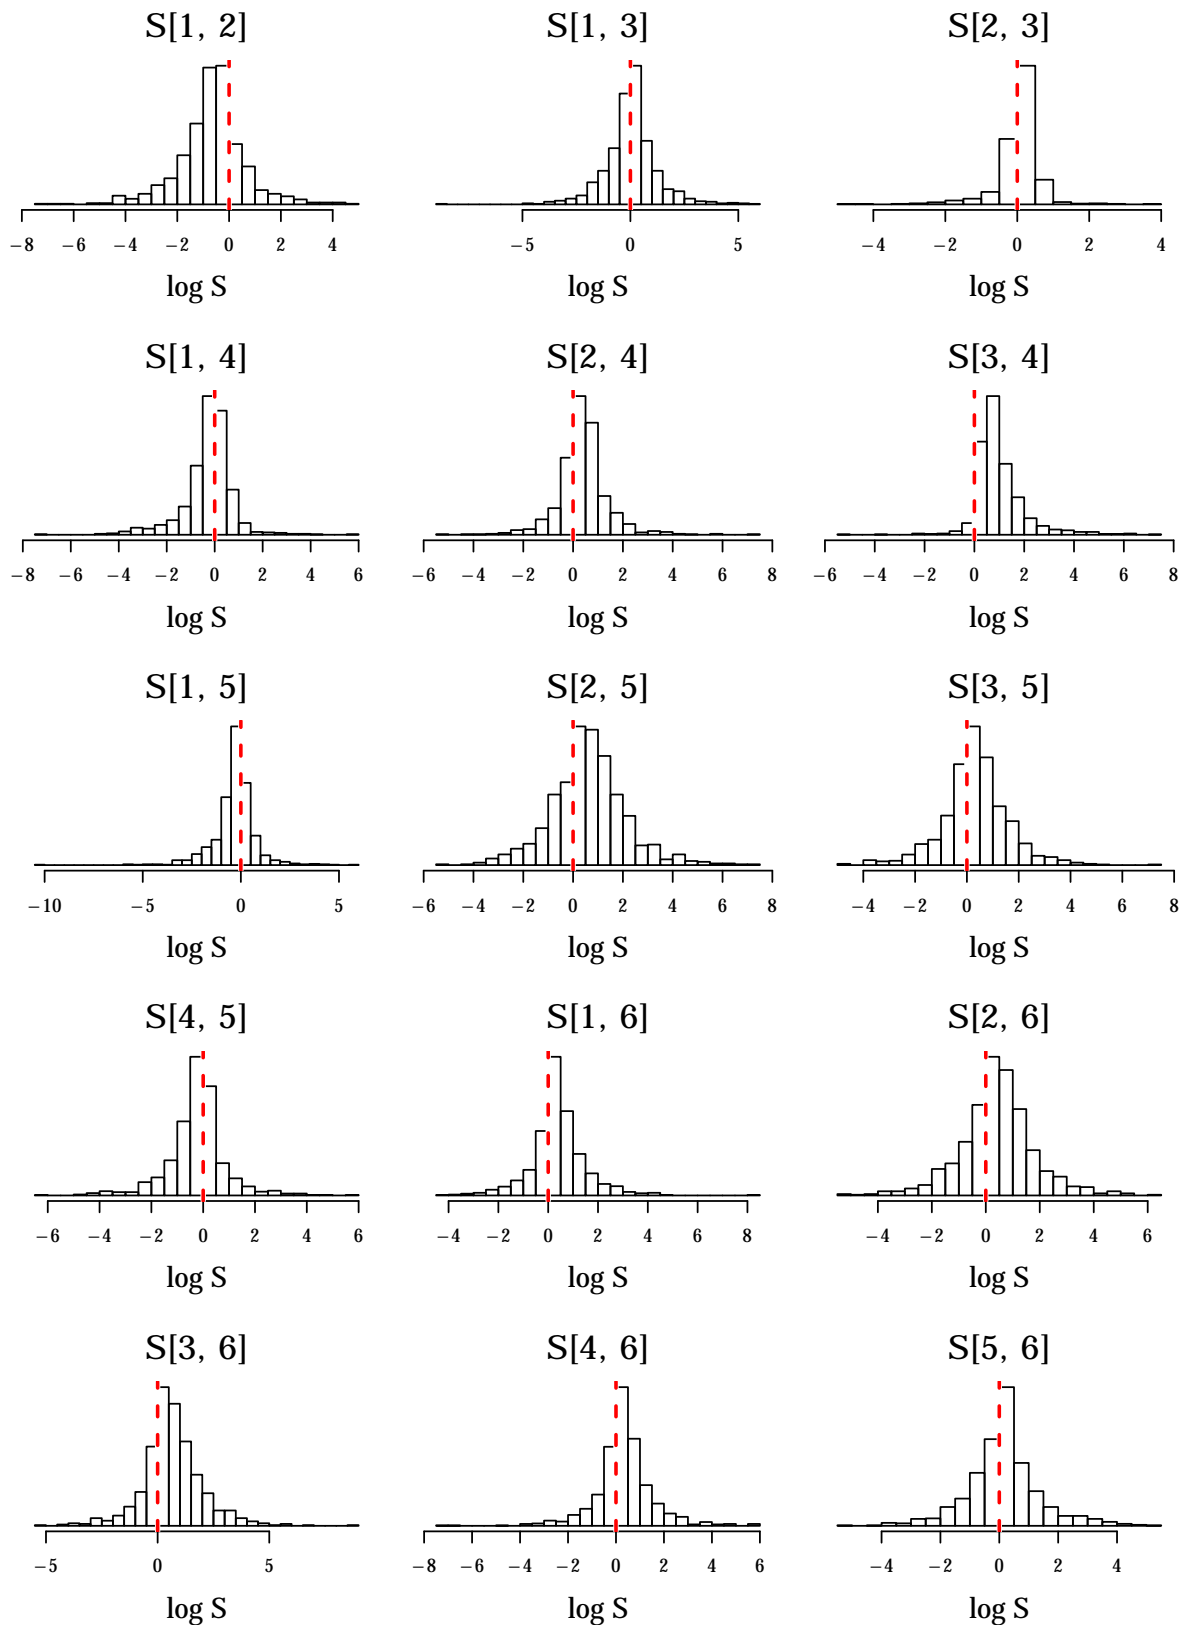 S[1, 2] S[1, 3] S[2, 3]
−8 −6 −4 −2 0 2 4 −5 0 5 −4 −2 0 2 4
log S log S log S
S[1, 4] S[2, 4] S[3, 4]
−8 −6 −4 −2 0 2 4 6 −6 −4 −2 0 2 4 6 8 −6 −4 −2 0 2 4 6 8
log S log S log S
S[1, 5] S[2, 5] S[3, 5]
−10 −5 0 5 −6 −4 −2 0 2 4 6 8 −4 −2 0 2 4 6 8
log S log S log S
S[4, 5] S[1, 6] S[2, 6]
−6 −4 −2 0 2 4 6 −4 −2 0 2 4 6 8 −4 −2 0 2 4 6
log S log S log S
S[3, 6] S[4, 6] S[5, 6]
−5 0 5 −8 −6 −4 −2 0 2 4 6 −4 −2 0 2 4
log S log S log S